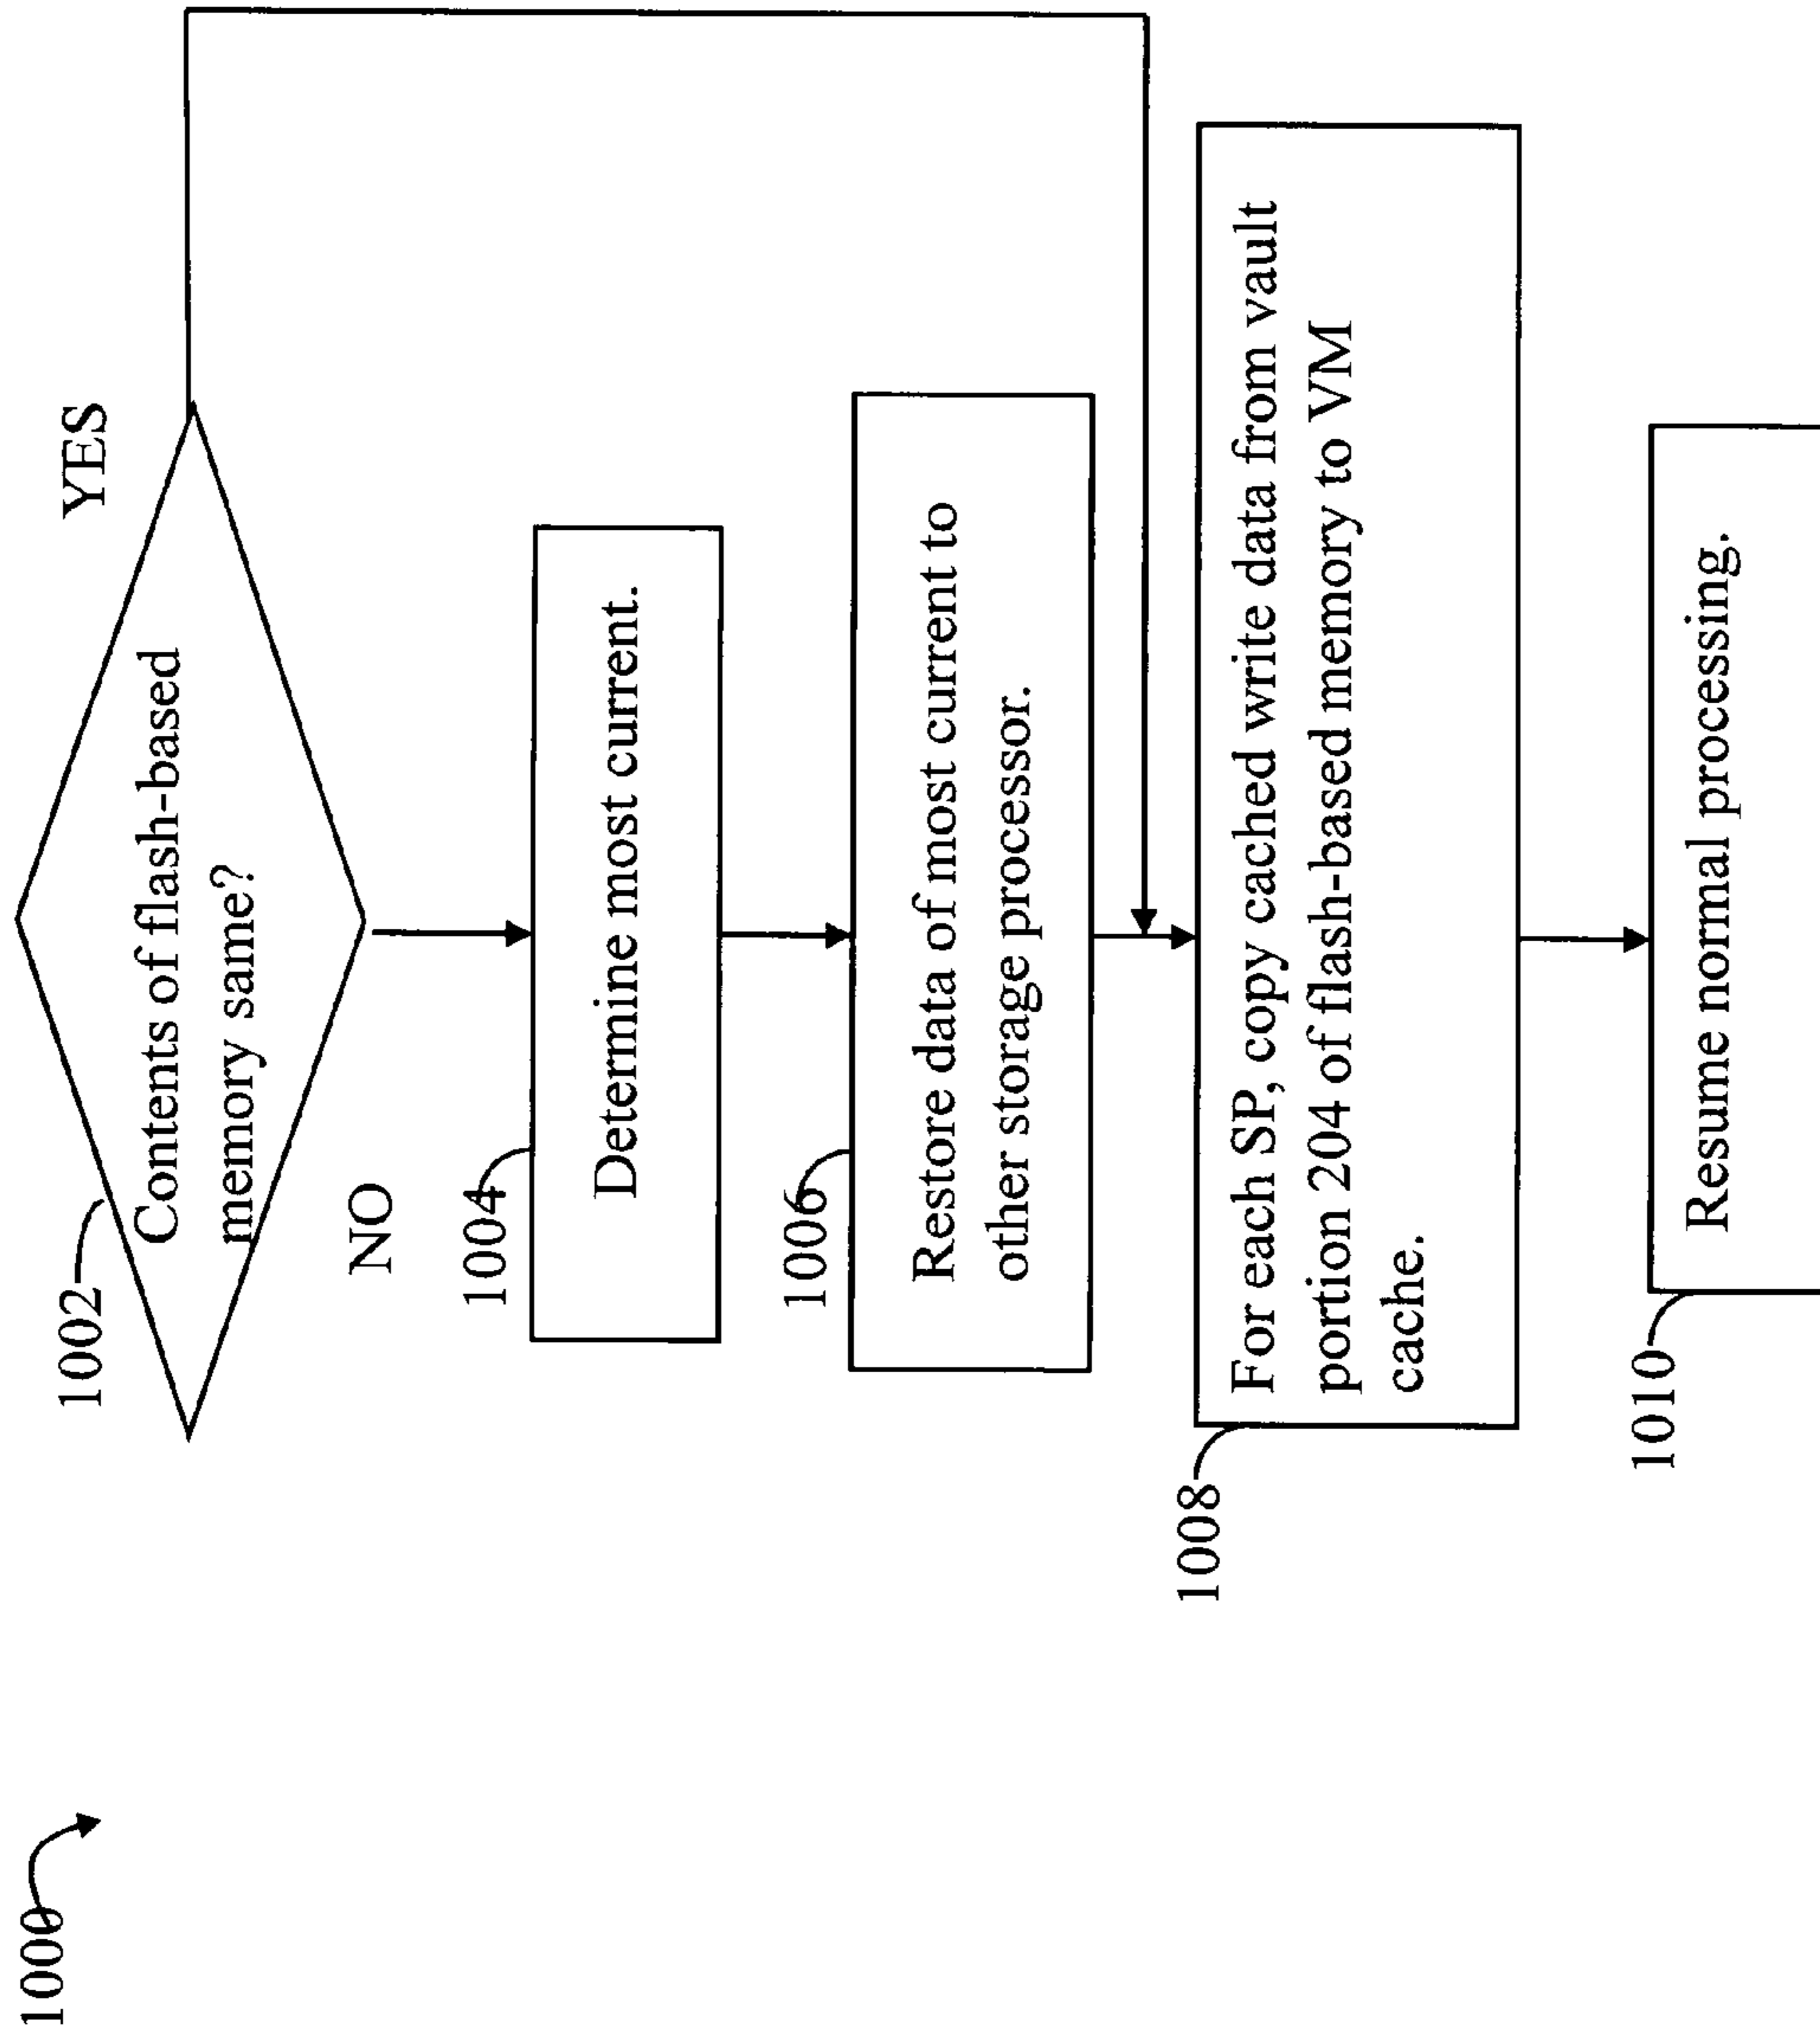 1000
1002
YES
Contents of flash-based
memory same?
NO
1004
Determine most current.
1006
Restore data of most current to
other storage processor.
1008
For each SP, copy cached write data from vault
portion 204 of flash-based memory to VM
cache.
1010
Resume normal processing.